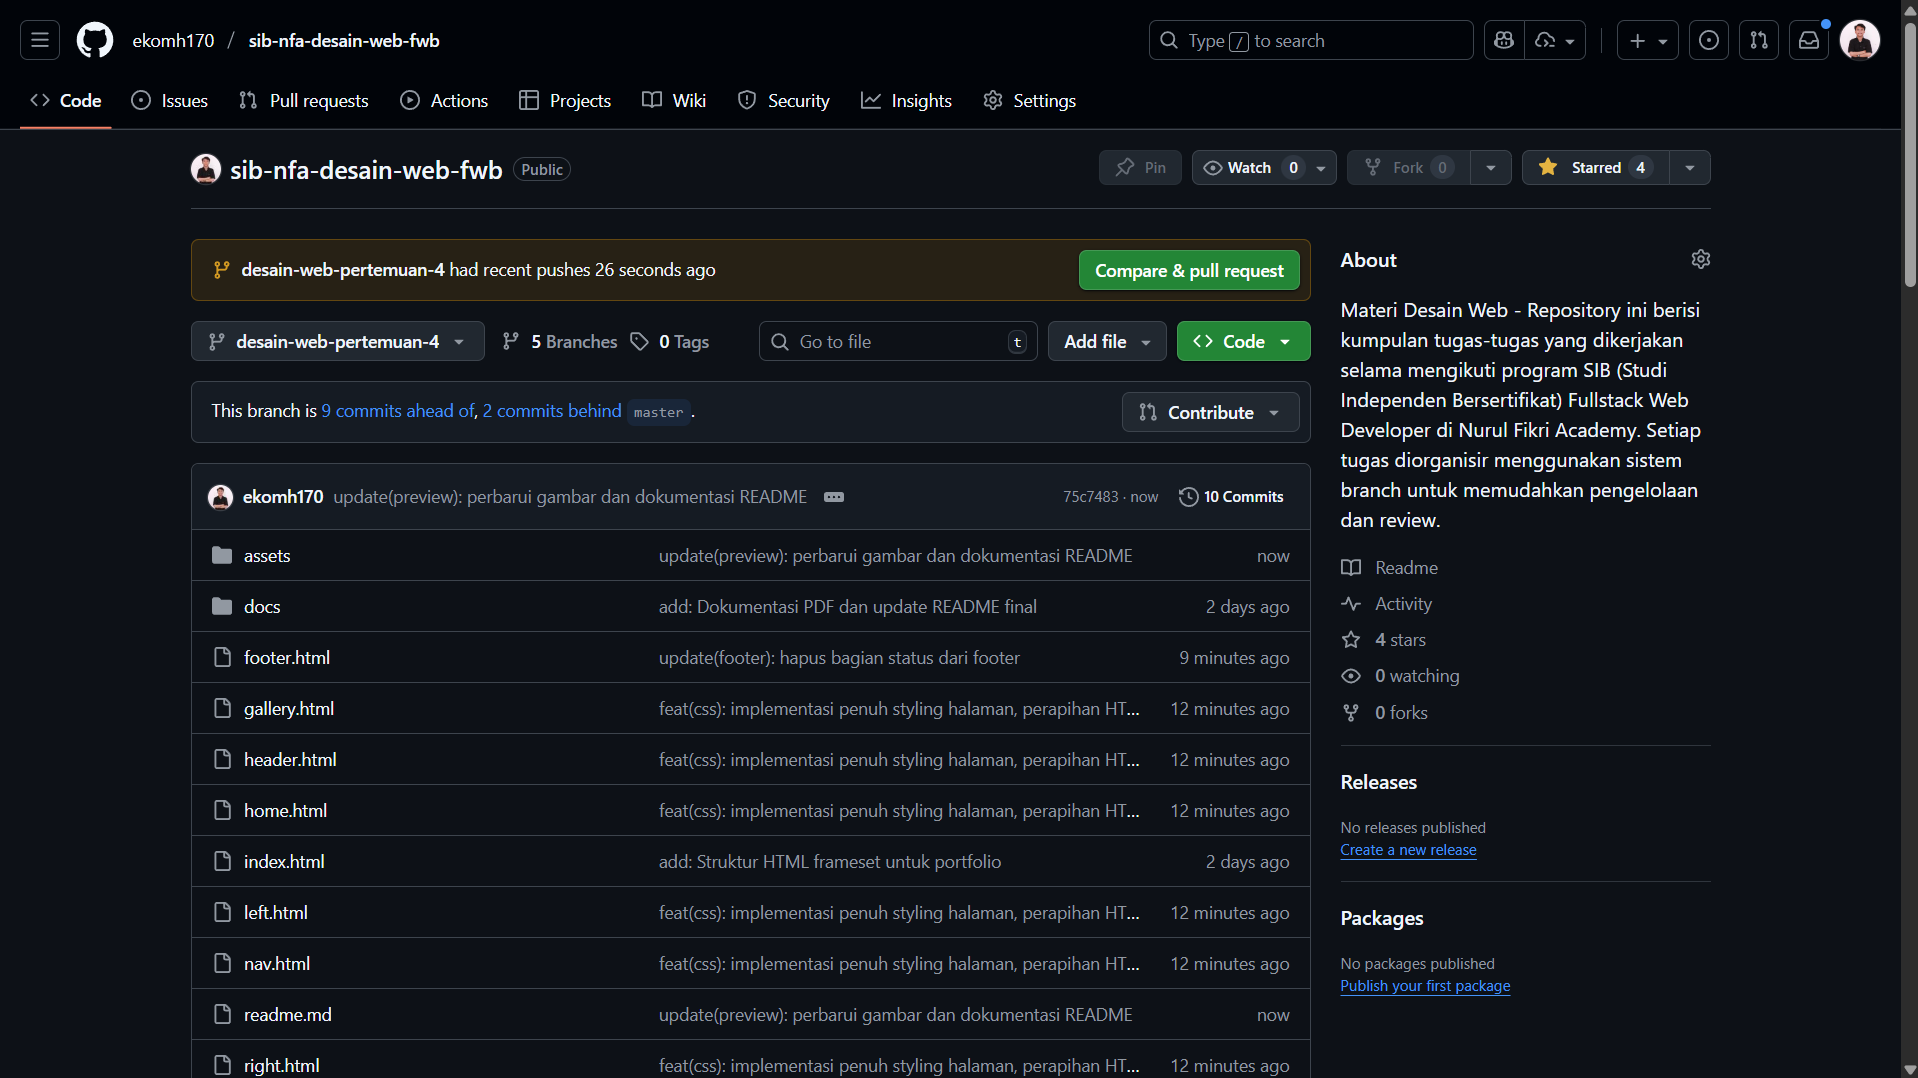 ekomh170 / sib-nfa-desain-web-fwb
Type / to search
Code Issues Pull requests Actions Projects Wiki Security Insights Settings
sib-nfa-desain-web-fwb Public
Pin Watch 0 Fork 0 Starred 4
desain-web-pertemuan-4 had recent pushes 26 seconds ago Compare & pull request
desain-web-pertemuan-4 5 Branches 0 Tags Go to file t Add file Code
This branch is 9 commits ahead of, 2 commits behind master . Contribute
ekomh170 update(preview): perbarui gambar dan dokumentasi README 75c7483 · now 10 Commits
assets update(preview): perbarui gambar dan dokumentasi README now
docs add: Dokumentasi PDF dan update README final 2 days ago
footer.html update(footer): hapus bagian status dari footer 9 minutes ago
gallery.html feat(css): implementasi penuh styling halaman, perapihan HT... 12 minutes ago
header.html feat(css): implementasi penuh styling halaman, perapihan HT... 12 minutes ago
home.html feat(css): implementasi penuh styling halaman, perapihan HT... 12 minutes ago
index.html add: Struktur HTML frameset untuk portfolio 2 days ago
left.html feat(css): implementasi penuh styling halaman, perapihan HT... 12 minutes ago
nav.html feat(css): implementasi penuh styling halaman, perapihan HT... 12 minutes ago
readme.md update(preview): perbarui gambar dan dokumentasi README now
right.html feat(css): implementasi penuh styling halaman, perapihan HT... 12 minutes ago
About
Materi Desain Web - Repository ini berisi
kumpulan tugas-tugas yang dikerjakan
selama mengikuti program SIB (Studi
Independen Bersertifikat) Fullstack Web
Developer di Nurul Fikri Academy. Setiap
tugas diorganisir menggunakan sistem
branch untuk memudahkan pengelolaan
dan review.
Readme
Activity
4 stars
0 watching
0 forks
Releases
No releases published
Create a new release
Packages
No packages published
Publish your first package